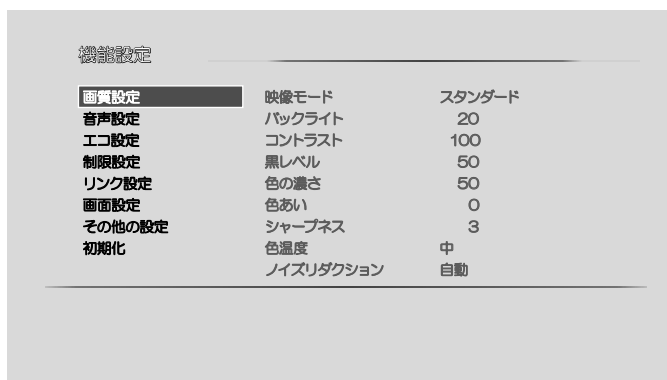 機能設定
画質設定 映像モード スタンダード
音声設定 バックライト 20
エコ設定 コントラスト 100
制限設定 黒レベル 50
リンク設定 色の濃さ 50
画面設定 色あい 0
その他の設定 シャープネス 3
初期化 色温度 中
ノイズリダクション 自動